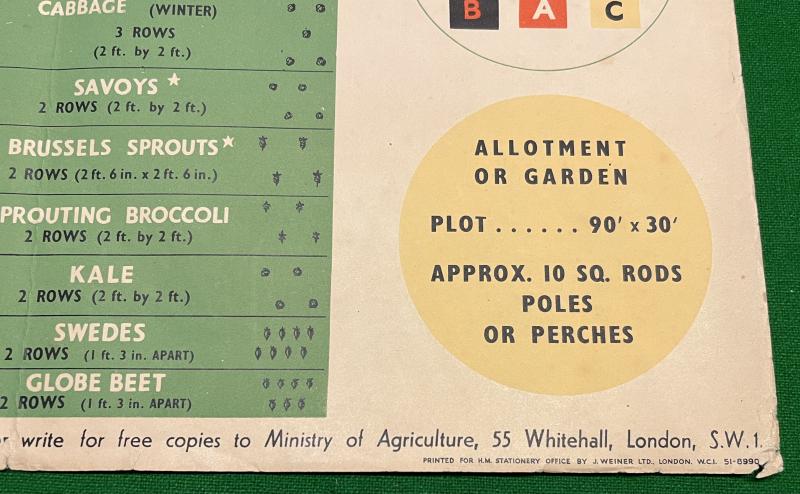 CABBAGE (WINTER)
3 ROWS
(2 ft. by 2 ft.)
SAVOYS ★
2 ROWS (2 ft. by 2 ft.)
BRUSSELS SPROUTS ★
2 ROWS (2 ft. 6 in. x 2 ft. 6 in.)
PROUTING BROCCOLI
2 ROWS (2 ft. by 2 ft.)
KALE
2 ROWS (2 ft. by 2 ft.)
SWEDES
2 ROWS (1 ft. 3 in. APART)
GLOBE BEET
2 ROWS (1 ft. 3 in. APART)
B A C
ALLOTMENT
OR GARDEN
PLOT ...... 90' x 30'
APPROX. 10 SQ. RODS
POLES
OR PERCHES
r write for free copies to Ministry of Agriculture, 55 Whitehall, London, S.W.1.
PRINTED FOR H.M. STATIONERY OFFICE BY J. WEINER LTD., LONDON. W.C.1. 51-8990